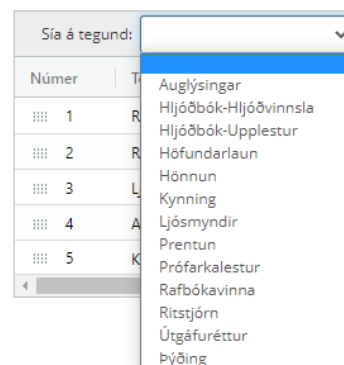 Sía á tegund:
Númer
Auglýsingar
Hljóðbók-Hljóðvinnsla
Hljóðbók-Upplestur
Höfundarlaun
Hönnun
Kynning
Ljósmyndir
Prentun
Prófarkalestur
Rafbókavinna
Ritstjórn
Útgáfuréttur
Þýðing
1
2
3
4
5